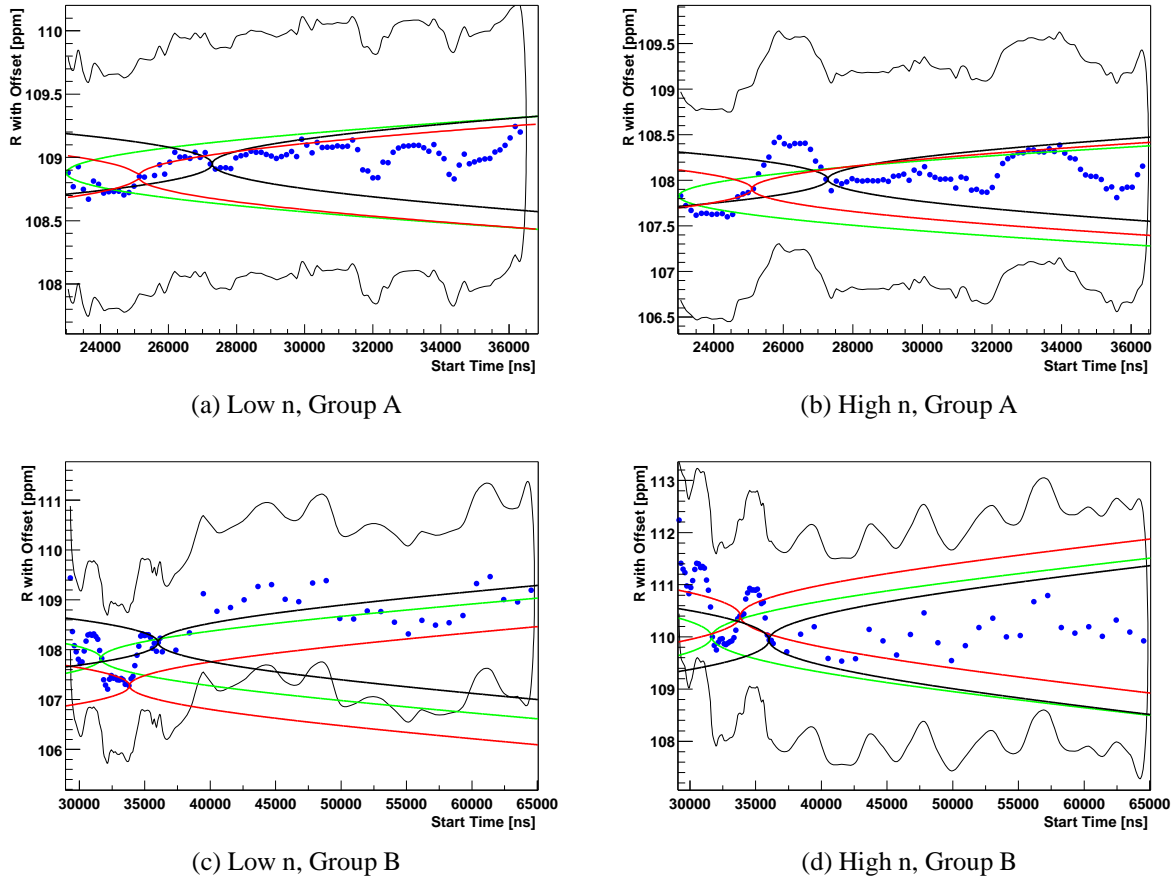 R with Offset [ppm]
110
109.5
109
108.5
108
24000 26000 28000 30000 32000 34000 36000
Start Time [ns]
(a) Low n, Group A
R with Offset [ppm]
109.5
109
108.5
108
107.5
107
106.5
24000 26000 28000 30000 32000 34000 36000
Start Time [ns]
(b) High n, Group A
R with Offset [ppm]
111
110
109
108
107
106
30000 35000 40000 45000 50000 55000 60000 65000
Start Time [ns]
(c) Low n, Group B
R with Offset [ppm]
113
112
111
110
109
108
30000 35000 40000 45000 50000 55000 60000 65000
Start Time [ns]
(d) High n, Group B